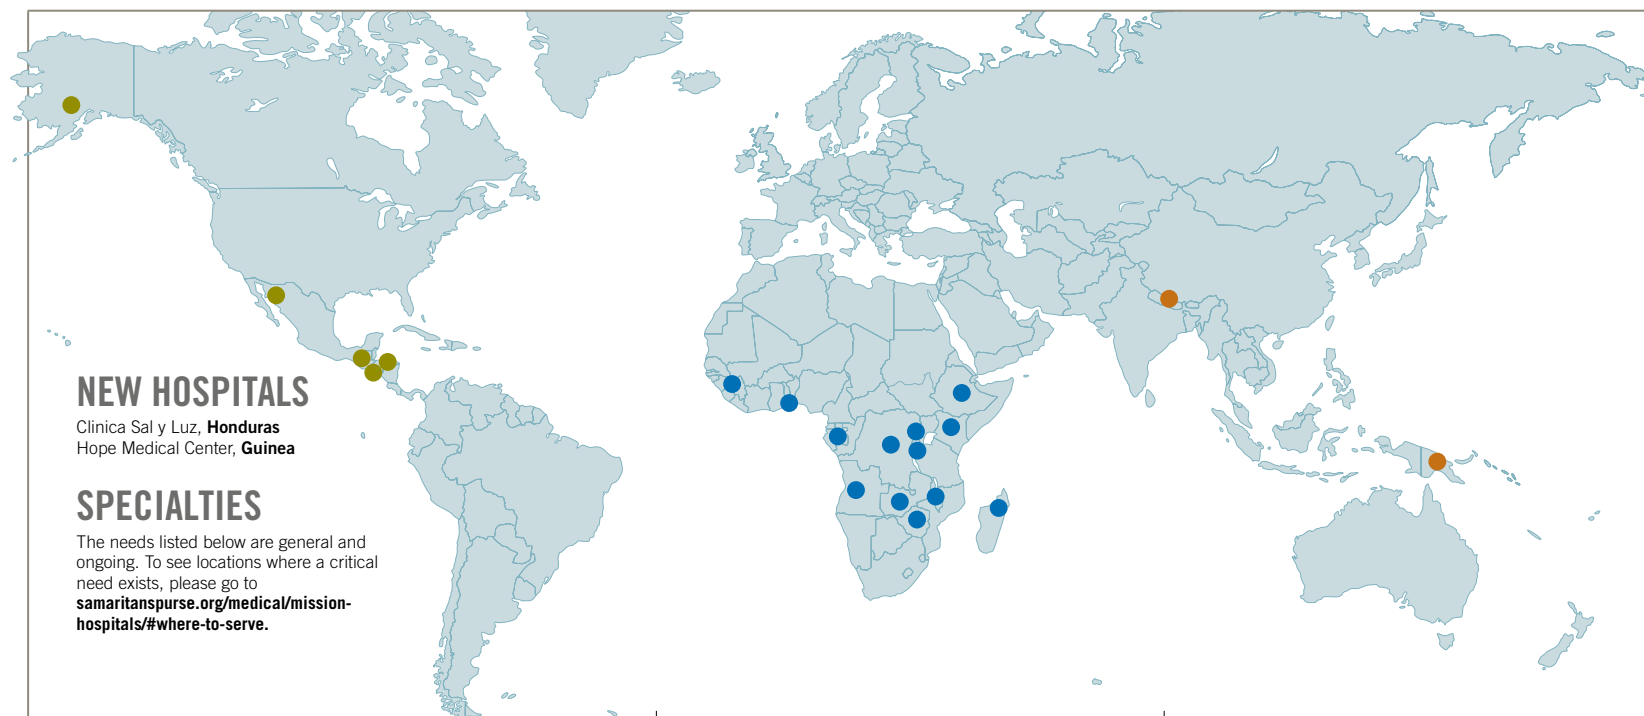 NEW HOSPITALS
Clinica Sal y Luz, Honduras
Hope Medical Center, Guinea
SPECIALTIES
The needs listed below are general and
ongoing. To see locations where a critical
need exists, please go to
samaritanspurse.org/medical/mission-
hospitals/#where-to-serve.